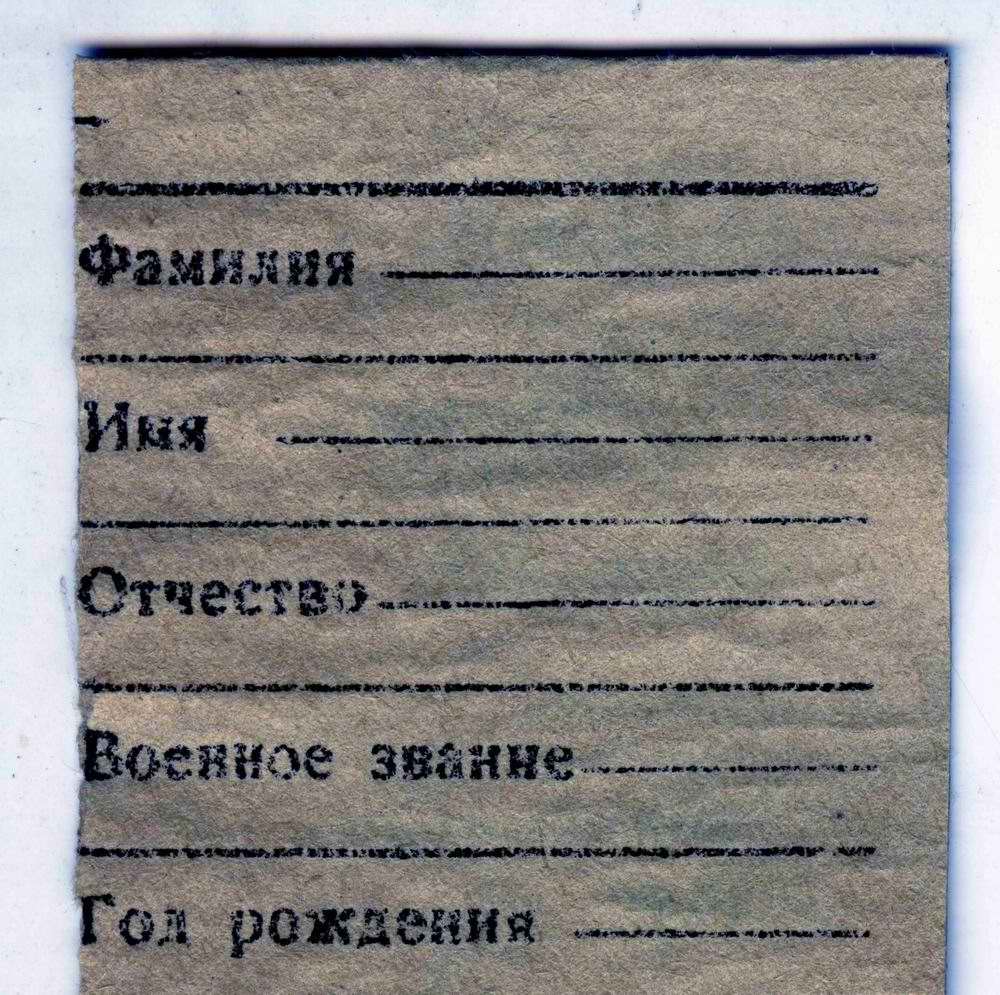 Фамилия
Имя
Отчество
Военное звание
Год рождения